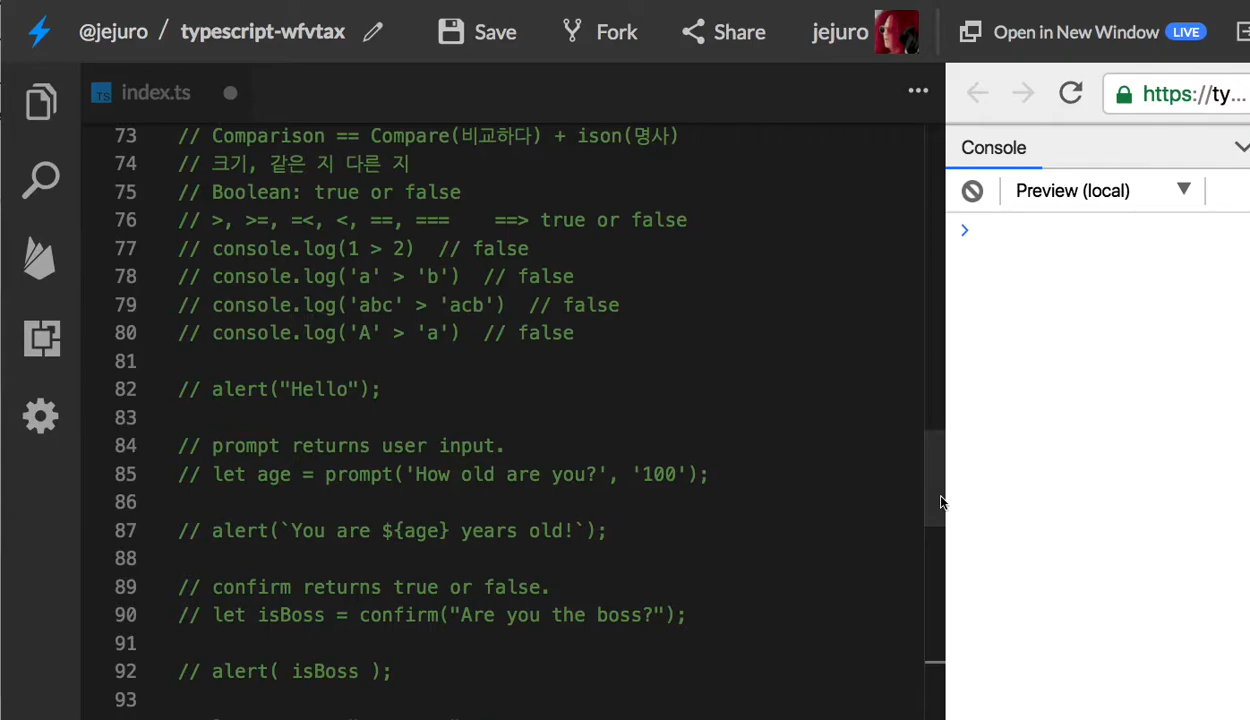 @jejuro / typescript-wfvtax Save Fork Share jejuro Open in New Window LIVE
TS index.ts
https://ty...
Console
Preview (local)
73 // Comparison == Compare(비교하다) + ison(명사)
74 // 크기, 같은 지 다른 지
75 // Boolean: true or false
76 // >, >=, =<, <, ==, === ==> true or false
77 // console.log(1 > 2) // false
78 // console.log('a' > 'b') // false
79 // console.log('abc' > 'acb') // false
80 // console.log('A' > 'a') // false
81
82 // alert("Hello");
83
84 // prompt returns user input.
85 // let age = prompt('How old are you?', '100');
86
87 // alert(`You are ${age} years old!`);
88
89 // confirm returns true or false.
90 // let isBoss = confirm("Are you the boss?");
91
92 // alert( isBoss );
93